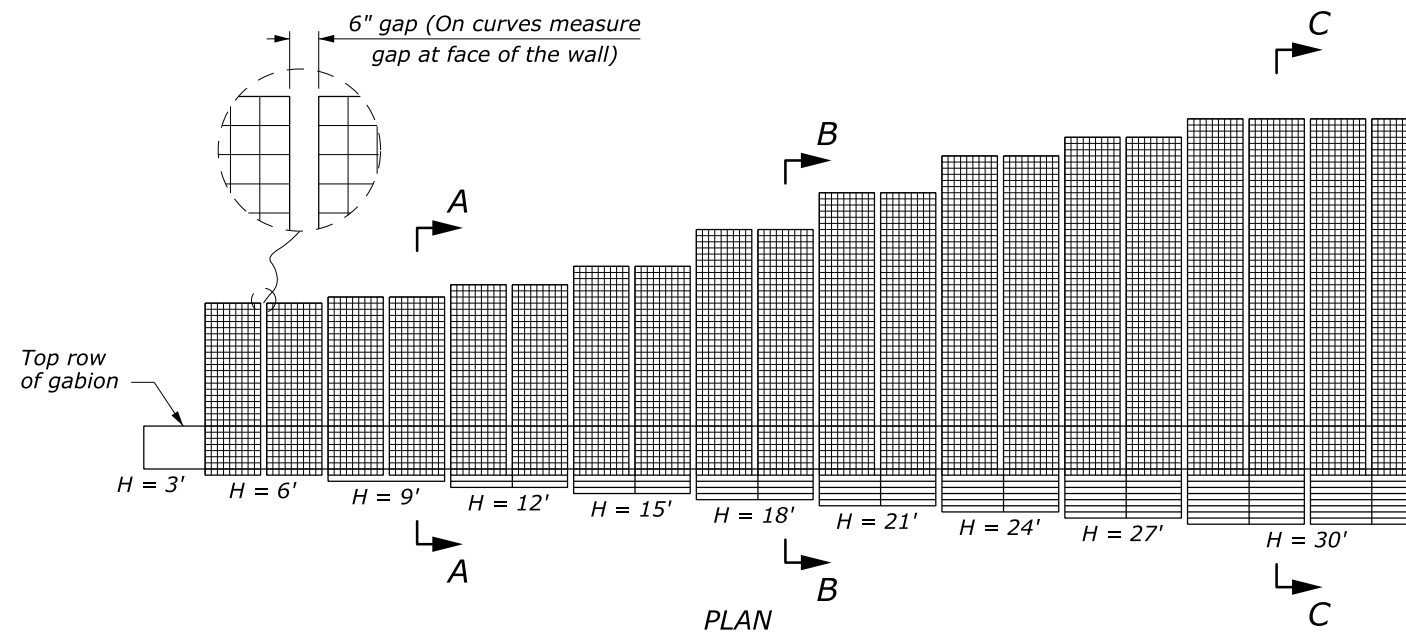 6" gap (On curves measure
gap at face of the wall)
C
B
A
Top row
of gabion
H = 3'
H = 6'
H = 9'
H = 12'
H = 15'
H = 18'
H = 21'
H = 24'
H = 27'
H = 30'
A
B
C
PLAN